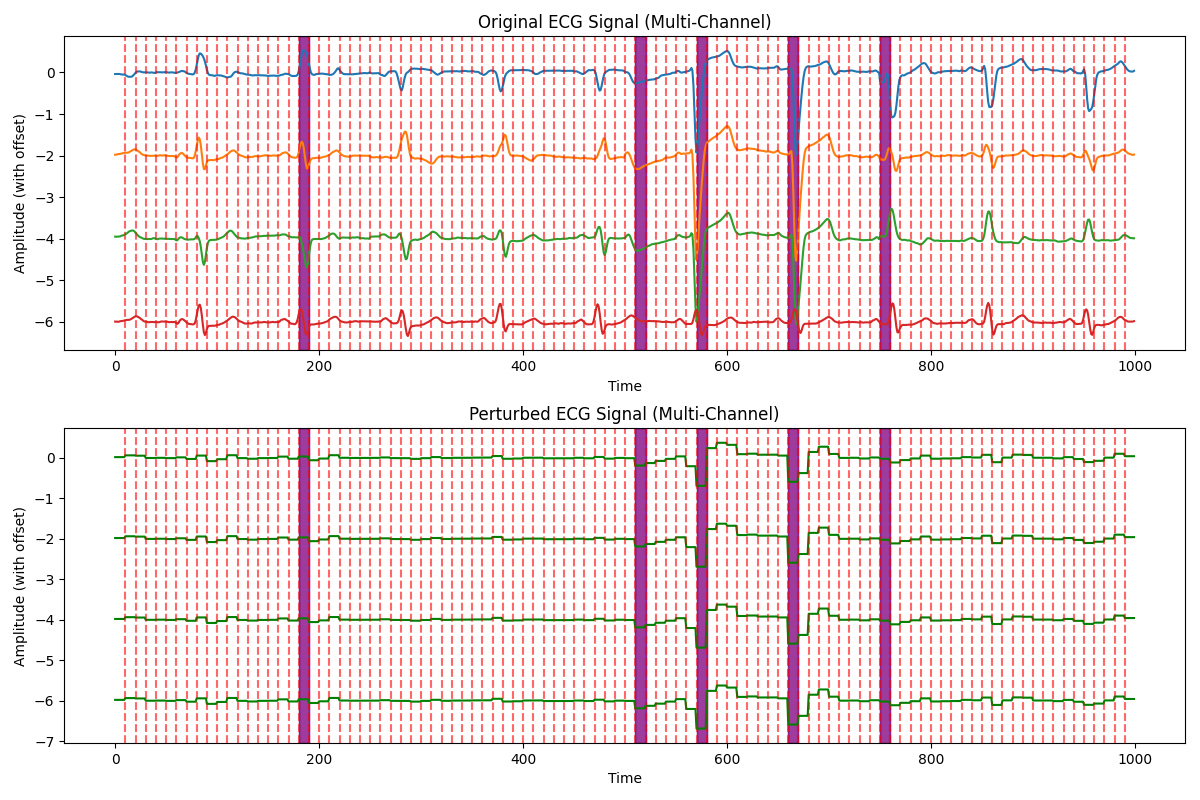 Original ECG Signal (Multi-Channel)
Amplitude (with offset)
0
−1
−2
−3
−4
−5
−6
0 200 400 600 800 1000
Time
Perturbed ECG Signal (Multi-Channel)
Amplitude (with offset)
0
−1
−2
−3
−4
−5
−6
−7
0 200 400 600 800 1000
Time